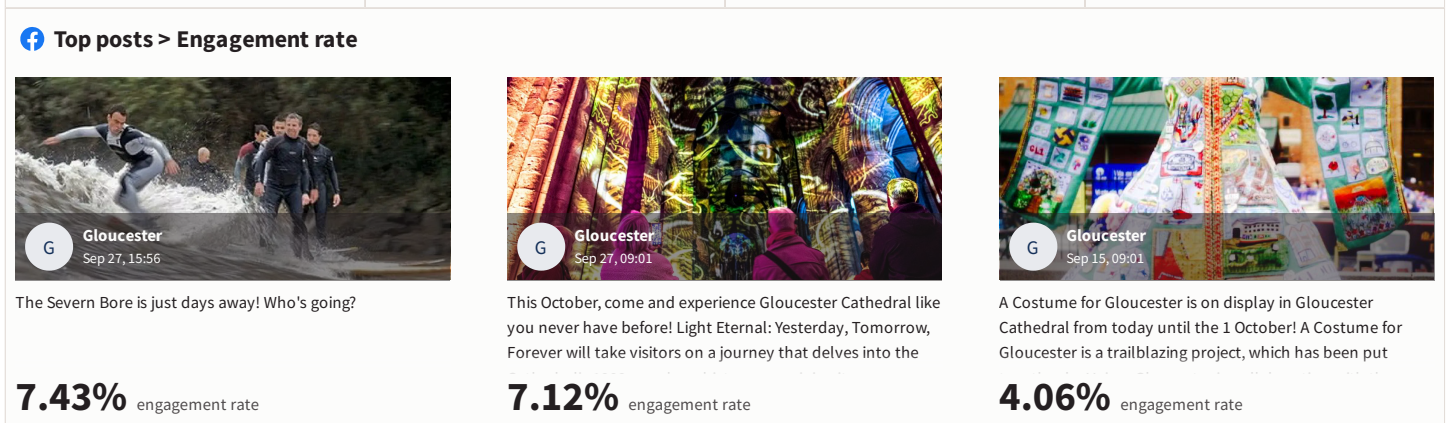 Top posts > Engagement rate
G
Gloucester
Sep 27, 15:56
The Severn Bore is just days away! Who's going?
7.43% engagement rate
G
Gloucester
Sep 27, 09:01
This October, come and experience Gloucester Cathedral like
you never have before! Light Eternal: Yesterday, Tomorrow,
Forever will take visitors on a journey that delves into the
7.12% engagement rate
G
Gloucester
Sep 15, 09:01
A Costume for Gloucester is on display in Gloucester
Cathedral from today until the 1 October! A Costume for
Gloucester is a trailblazing project, which has been put
4.06% engagement rate